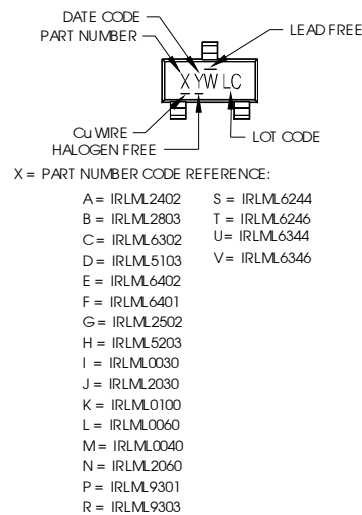 DATE CODE
PART NUMBER
LEAD FREE
X Y W LC
Cu WIRE
HALOGEN FREE
LOT CODE
X = PART NUMBER CODE REFERENCE:
A = IRLML2402
B = IRLML2803
C = IRLML6302
D = IRLML5103
E = IRLML6402
F = IRLML6401
G = IRLML2502
H = IRLML5203
I = IRLML0030
J = IRLML2030
K = IRLML0100
L = IRLML0060
M = IRLML0040
N = IRLML2060
P = IRLML9301
R = IRLML9303
S = IRLML6244
T = IRLML6246
U = IRLML6344
V = IRLML6346